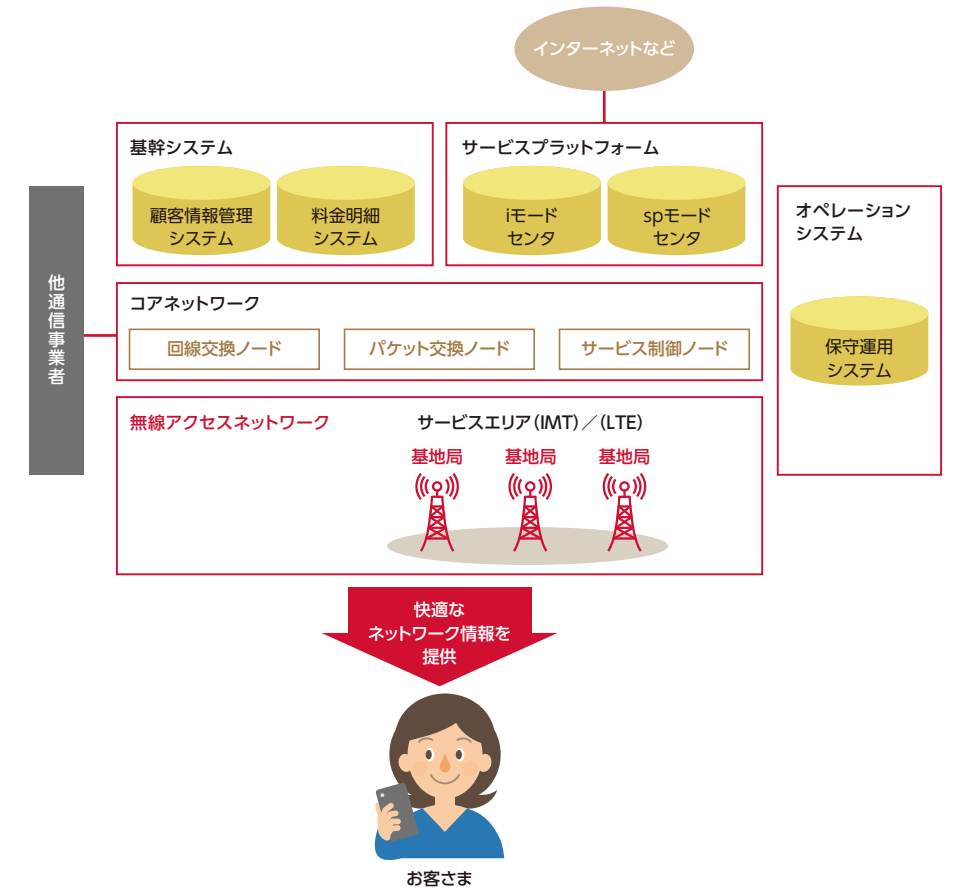 インターネットなど
基幹システム
顧客情報管理
システム
料金明細
システム
サービスプラットフォーム
iモード
センタ
spモード
センタ
オペレーション
システム
保守運用
システム
他通信事業者
コアネットワーク
回線交換ノード
パケット交換ノード
サービス制御ノード
無線アクセスネットワーク
サービスエリア(IMT)／(LTE)
基地局
基地局
基地局
快適な
ネットワーク情報を
提供
お客さま